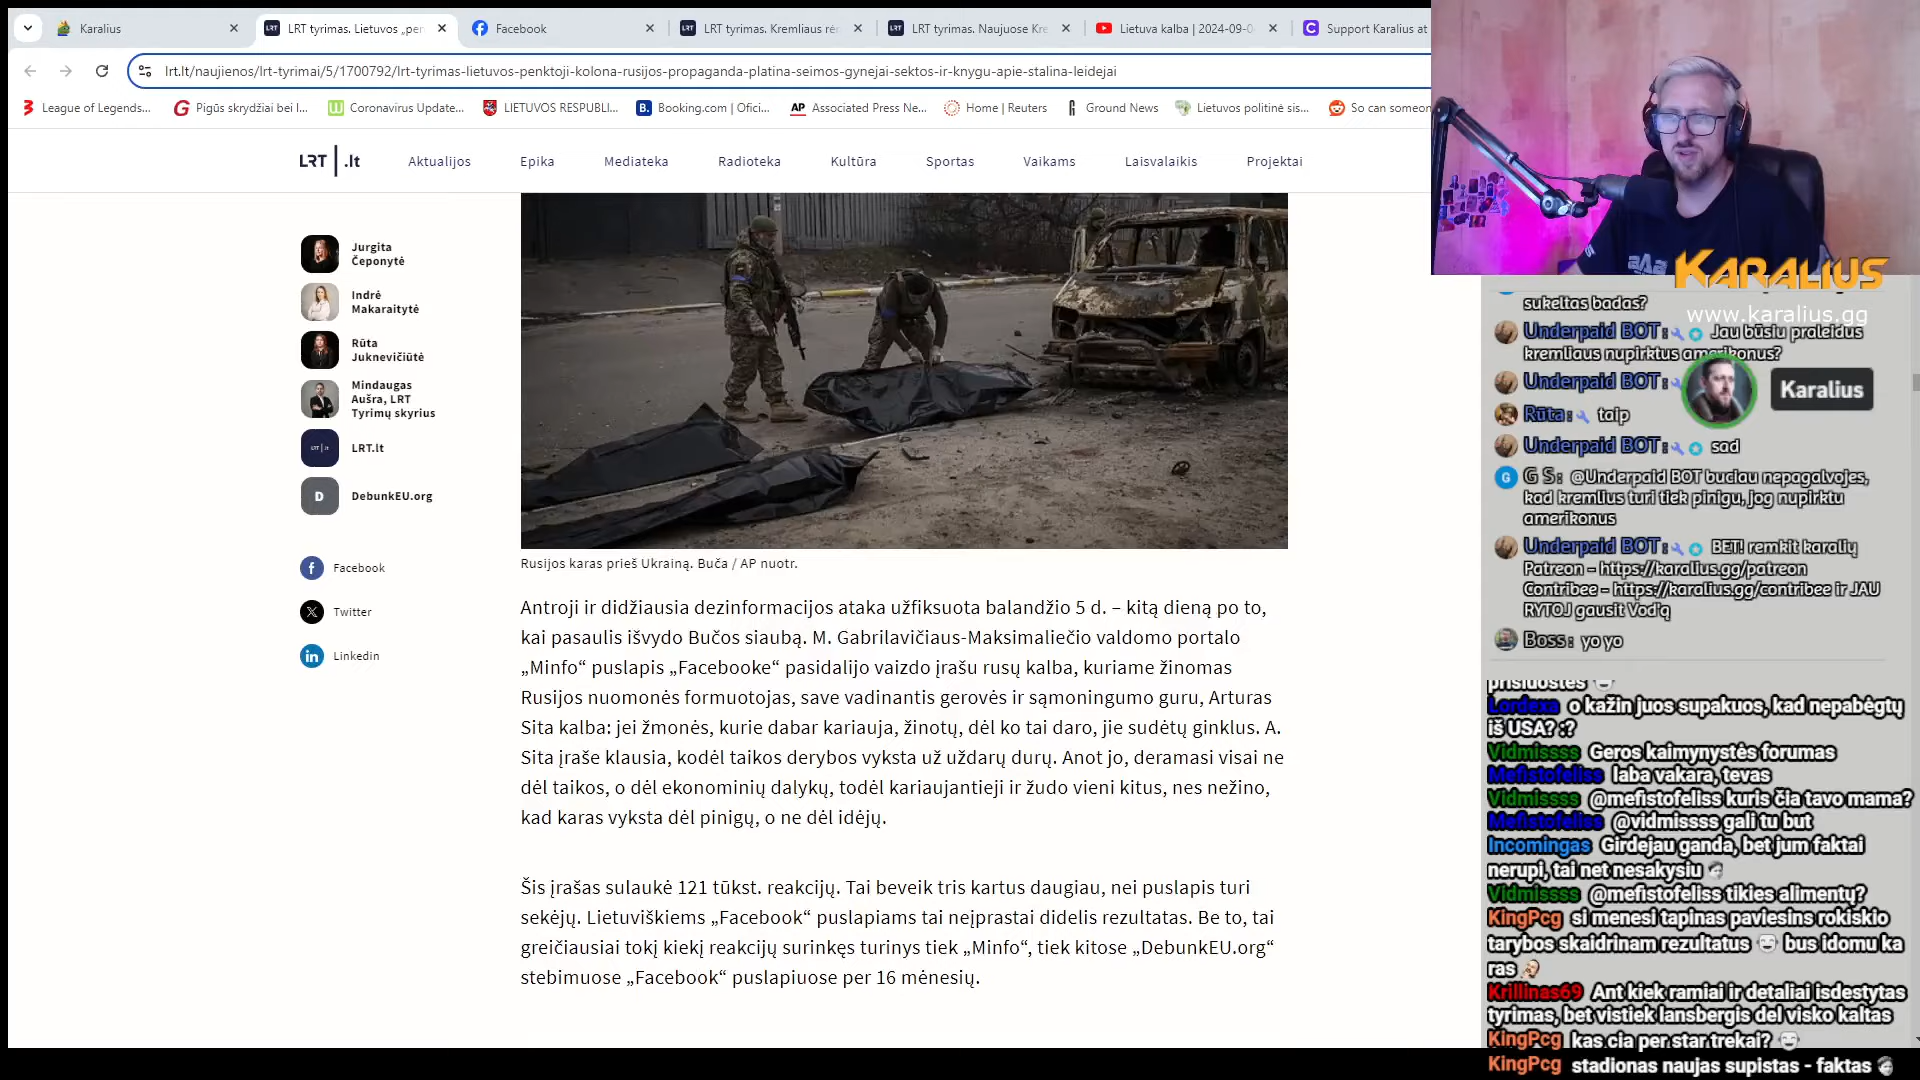 Karalius
LRT tyrimas. Lietuvos „pen
Facebook
LRT tyrimas. Kremliaus rėm
LRT tyrimas. Naujuose Kre
Lietuva kalba | 2024-09-0
Support Karalius at
lrt.lt/naujienos/lrt-tyrimai/5/1700792/lrt-tyrimas-lietuvos-penktoji-kolona-rusijos-propaganda-platina-seimos-gynejai-sektos-ir-knygu-apie-stalina-leidejai
League of Legends...
Pigūs skrydžiai bei l...
Coronavirus Update...
LIETUVOS RESPUBLI...
Booking.com | Ofici...
AP Associated Press Ne...
Home | Reuters
Ground News
Lietuvos politinė sis...
So can someon
LRT | .lt
Aktualijos
Epika
Mediateka
Radioteka
Kultūra
Sportas
Vaikams
Laisvalaikis
Projektai
Jurgita
Čeponytė
Indrė
Makaraitytė
Rūta
Juknevičiūtė
Mindaugas
Aušra, LRT
Tyrimų skyrius
LRT.lt
D DebunkEU.org
Facebook
Twitter
Linkedin
Rusijos karas prieš Ukrainą. Buča / AP nuotr.
Antroji ir didžiausia dezinformacijos ataka užfiksuota balandžio 5 d. – kitą dieną po to,
kai pasaulis išvydo Bučos siaubą. M. Gabrilavičiaus-Maksimaliečio valdomo portalo
„Minfo“ puslapis „Facebooke“ pasidalijo vaizdo įrašu rusų kalba, kuriame žinomas
Rusijos nuomonės formuotojas, save vadinantis gerovės ir sąmoningumo guru, Arturas
Sita kalba: jei žmonės, kurie dabar kariauja, žinotų, dėl ko tai daro, jie sudėtų ginklus. A.
Sita įraše klausia, kodėl taikos derybos vyksta už uždarų durų. Anot jo, deramasi visai ne
dėl taikos, o dėl ekonominių dalykų, todėl kariaujantieji ir žudo vieni kitus, nes nežino,
kad karas vyksta dėl pinigų, o ne dėl idėjų.
Šis įrašas sulaukė 121 tūkst. reakcijų. Tai beveik tris kartus daugiau, nei puslapis turi
sekėjų. Lietuviškiems „Facebook“ puslapiams tai neįprastai didelis rezultatas. Be to, tai
greičiausiai tokį kiekį reakcijų surinkęs turinys tiek „Minfo“, tiek kitose „DebunkEU.org“
stebimuose „Facebook“ puslapiuose per 16 mėnesių.
KARALIUS
www.karalius.gg
Karalius
sukeltas badas?
Underpaid BOT: Jau būsiu praleidus
kremliaus nupirktus amerikonus?
Underpaid BOT:
Rūta: taip
Underpaid BOT: sad
G S: @Underpaid BOT buciau nepagalvojes,
kad kremlius turi tiek pinigu, jog nupirktu
amerikonus
Underpaid BOT: BET! remkit karalių
Patreon - https://karalius.gg/patreon
Contribee - https://karalius.gg/contribee ir JAU
RYTOJ gausit Vod'ą
Boss: yo yo
prisiuostęs
Lordexa o kažin juos supakuos, kad nepabėgtų
iš USA? :?
Vidmissss Geros kaimynystės forumas
Mefistofeliss laba vakara, tevas
Vidmissss @mefistofeliss kuris čia tavo mama?
Mefistofeliss @vidmissss gali tu but
Incomingas Girdejau ganda, bet jum faktai
nerupi, tai net nesakysiu
Vidmissss @mefistofeliss tikies alimentų?
KingPcg si menesi tapinas paviesins rokiskio
tarybos skaidrinam rezultatus bus idomu ka
ras
Krillinas69 Ant kiek ramiai ir detaliai isdestytas
tyrimas, bet vistiek lansbergis del visko kaltas
KingPcg kas cia per star trekai?
KingPcg stadionas naujas supistas - faktas